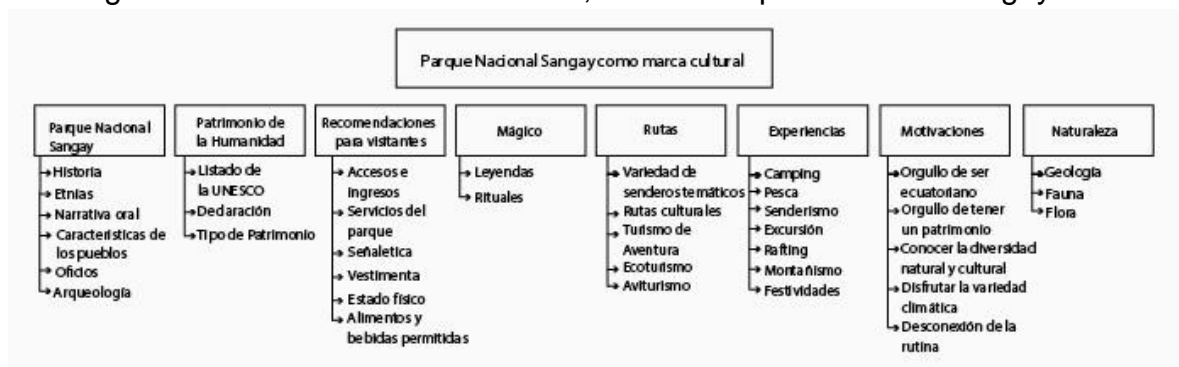 Parque Nacional Sangay como marca cultural
Parque Nacional
Sangay
Historia
Etnias
Narrativa oral
Características de
los pueblos
Oficios
Arqueología
Patrimonio de
la Humanidad
Listado de
la UNESCO
Declaración
Tipo de Patrimonio
Recomendaciones
para visitantes
Accesos e
ingresos
Servicios del
parque
Señaletica
Vestimenta
Estado físico
Alimentos y
bebidas permitidas
Mágico
Leyendas
Rituales
Rutas
Variedad de
senderos temáticos
Rutas culturales
Turismo de
Aventura
Ecoturismo
Aviturismo
Experiencias
Camping
Pesca
Senderismo
Excursión
Rafting
Montañismo
Festividades
Motivaciones
Orgullo de ser
ecuatoriano
Orgullo de tener
un patrimonio
Conocer la diversidad
natural y cultural
Disfrutar la variedad
climática
Desconexión de la
rutina
Naturaleza
Geología
Fauna
Flora